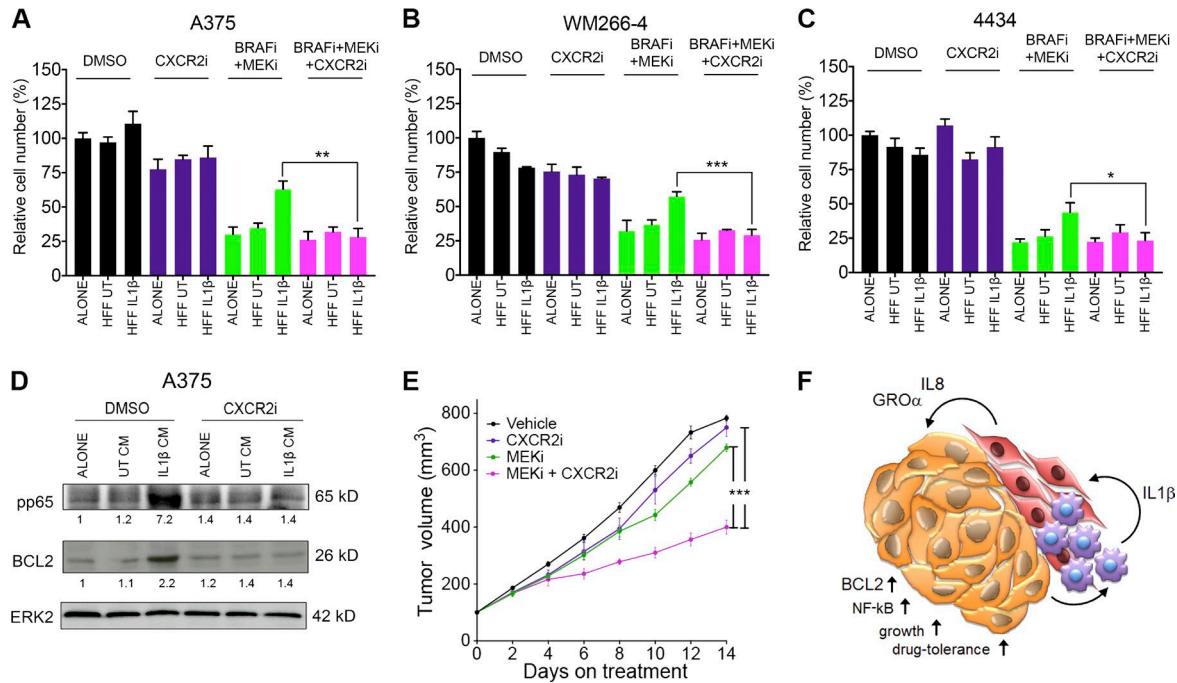 A
A375
DMSO
CXCR2i
BRAFi
+MEKi
BRAFi+MEKi
+CXCR2i
Relative cell number (%)
150
125
100
75
50
25
0
**
ALONE
HFF UT
HFF IL1β
ALONE
HFF UT
HFF IL1β
ALONE
HFF UT
HFF IL1β
ALONE
HFF UT
HFF IL1β
B
WM266-4
DMSO
CXCR2i
BRAFi
+MEKi
BRAFi+MEKi
+CXCR2i
Relative cell number (%)
150
125
100
75
50
25
0
***
ALONE
HFF UT
HFF IL1β
ALONE
HFF UT
HFF IL1β
ALONE
HFF UT
HFF IL1β
ALONE
HFF UT
HFF IL1β
C
4434
DMSO
CXCR2i
BRAFi
+MEKi
BRAFi+MEKi
+CXCR2i
Relative cell number (%)
150
125
100
75
50
25
0
*
ALONE
HFF UT
HFF IL1β
ALONE
HFF UT
HFF IL1β
ALONE
HFF UT
HFF IL1β
ALONE
HFF UT
HFF IL1β
D
A375
DMSO
CXCR2i
ALONE
UT CM
IL1β CM
ALONE
UT CM
IL1β CM
pp65
65 kD
1 1.2 7.2 1.4 1.4 1.4
BCL2
26 kD
1 1.1 2.2 1.2 1.4 1.4
ERK2
42 kD
E
Tumor volume (mm³)
800
600
400
200
0
Vehicle
CXCR2i
MEKi
MEKi + CXCR2i
***
0 2 4 6 8 10 12 14
Days on treatment
F
IL8
GROα
IL1β
BCL2
NF-kB
growth
drug-tolerance